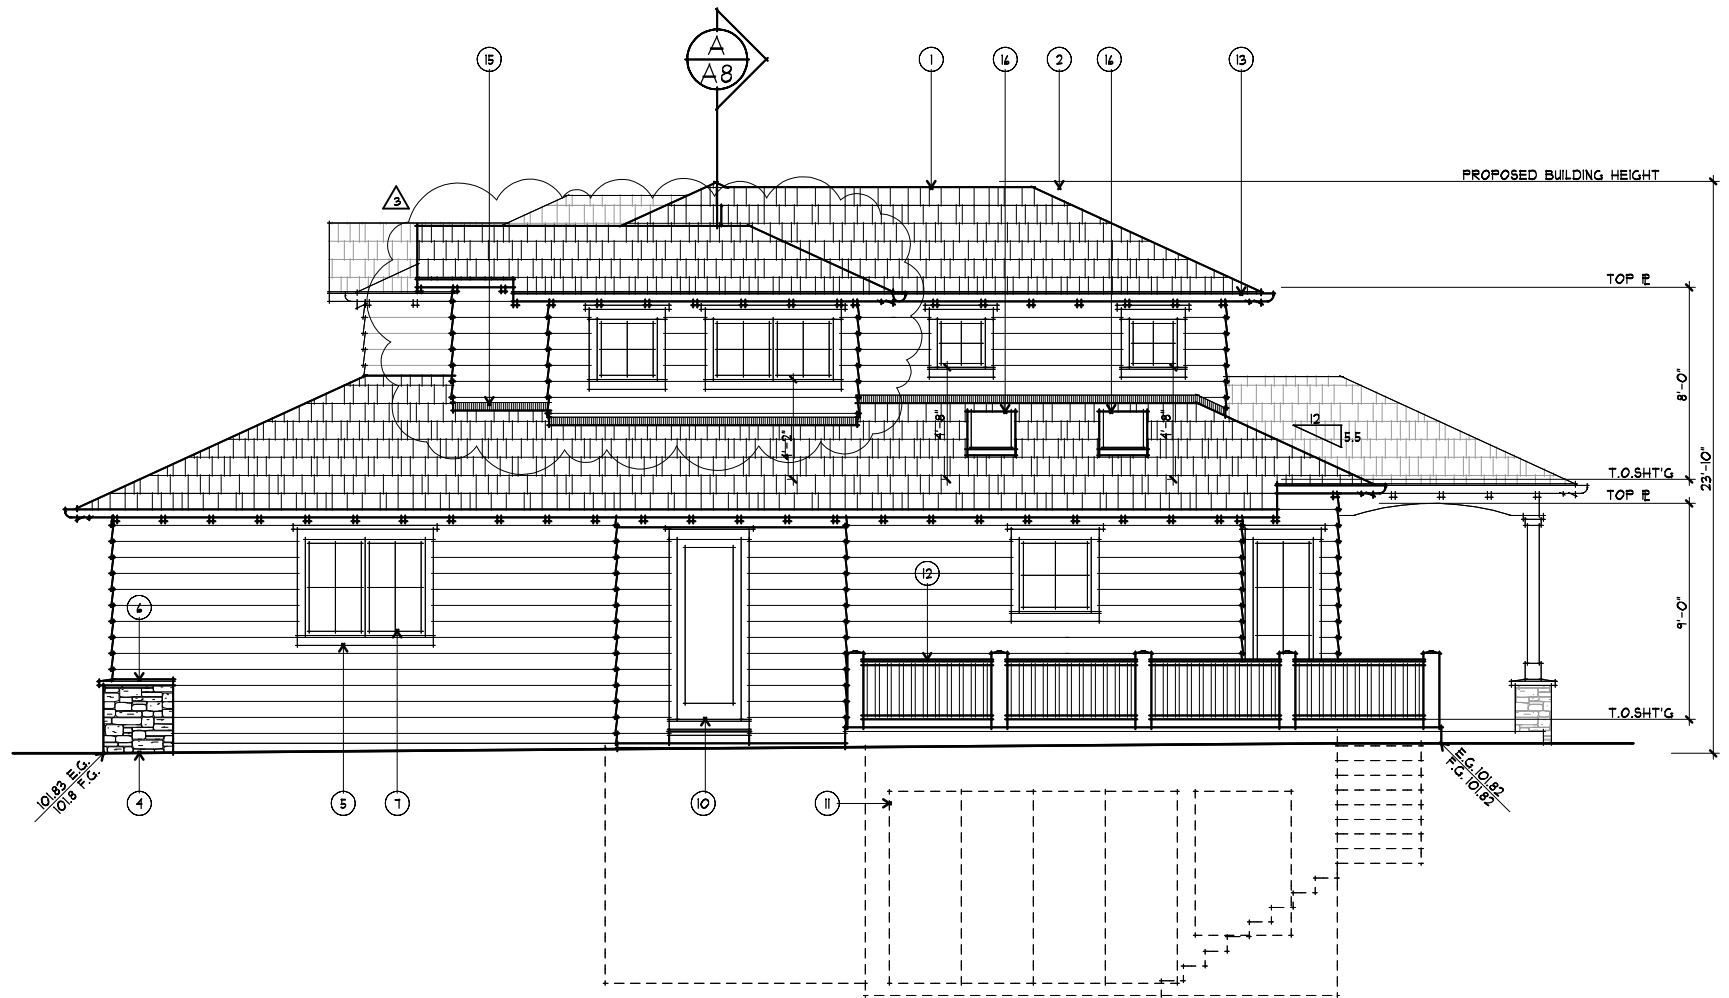 15
A
A8
1
16
2
16
13
PROPOSED BUILDING HEIGHT
3
TOP PL
8'-0"
12
5.5
4'-2"
4'-8"
4'-8"
23'-10"
T.O.SHT'G
TOP PL
12
6
9'-0"
T.O.SHT'G
101.83 E.G.
101.8 F.G.
E.G. 101.82
F.G. 101.82
4
5
7
10
11